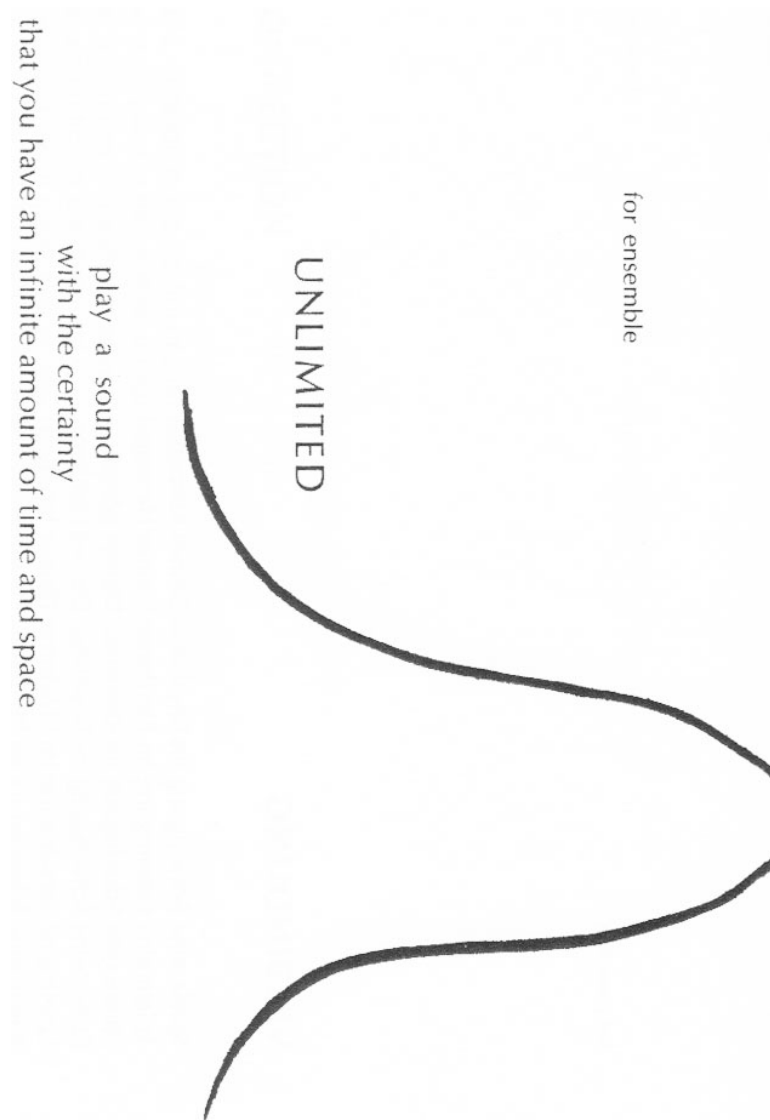 for ensemble
UNLIMITED
play a sound
with the certainty
that you have an infinite amount of time and space